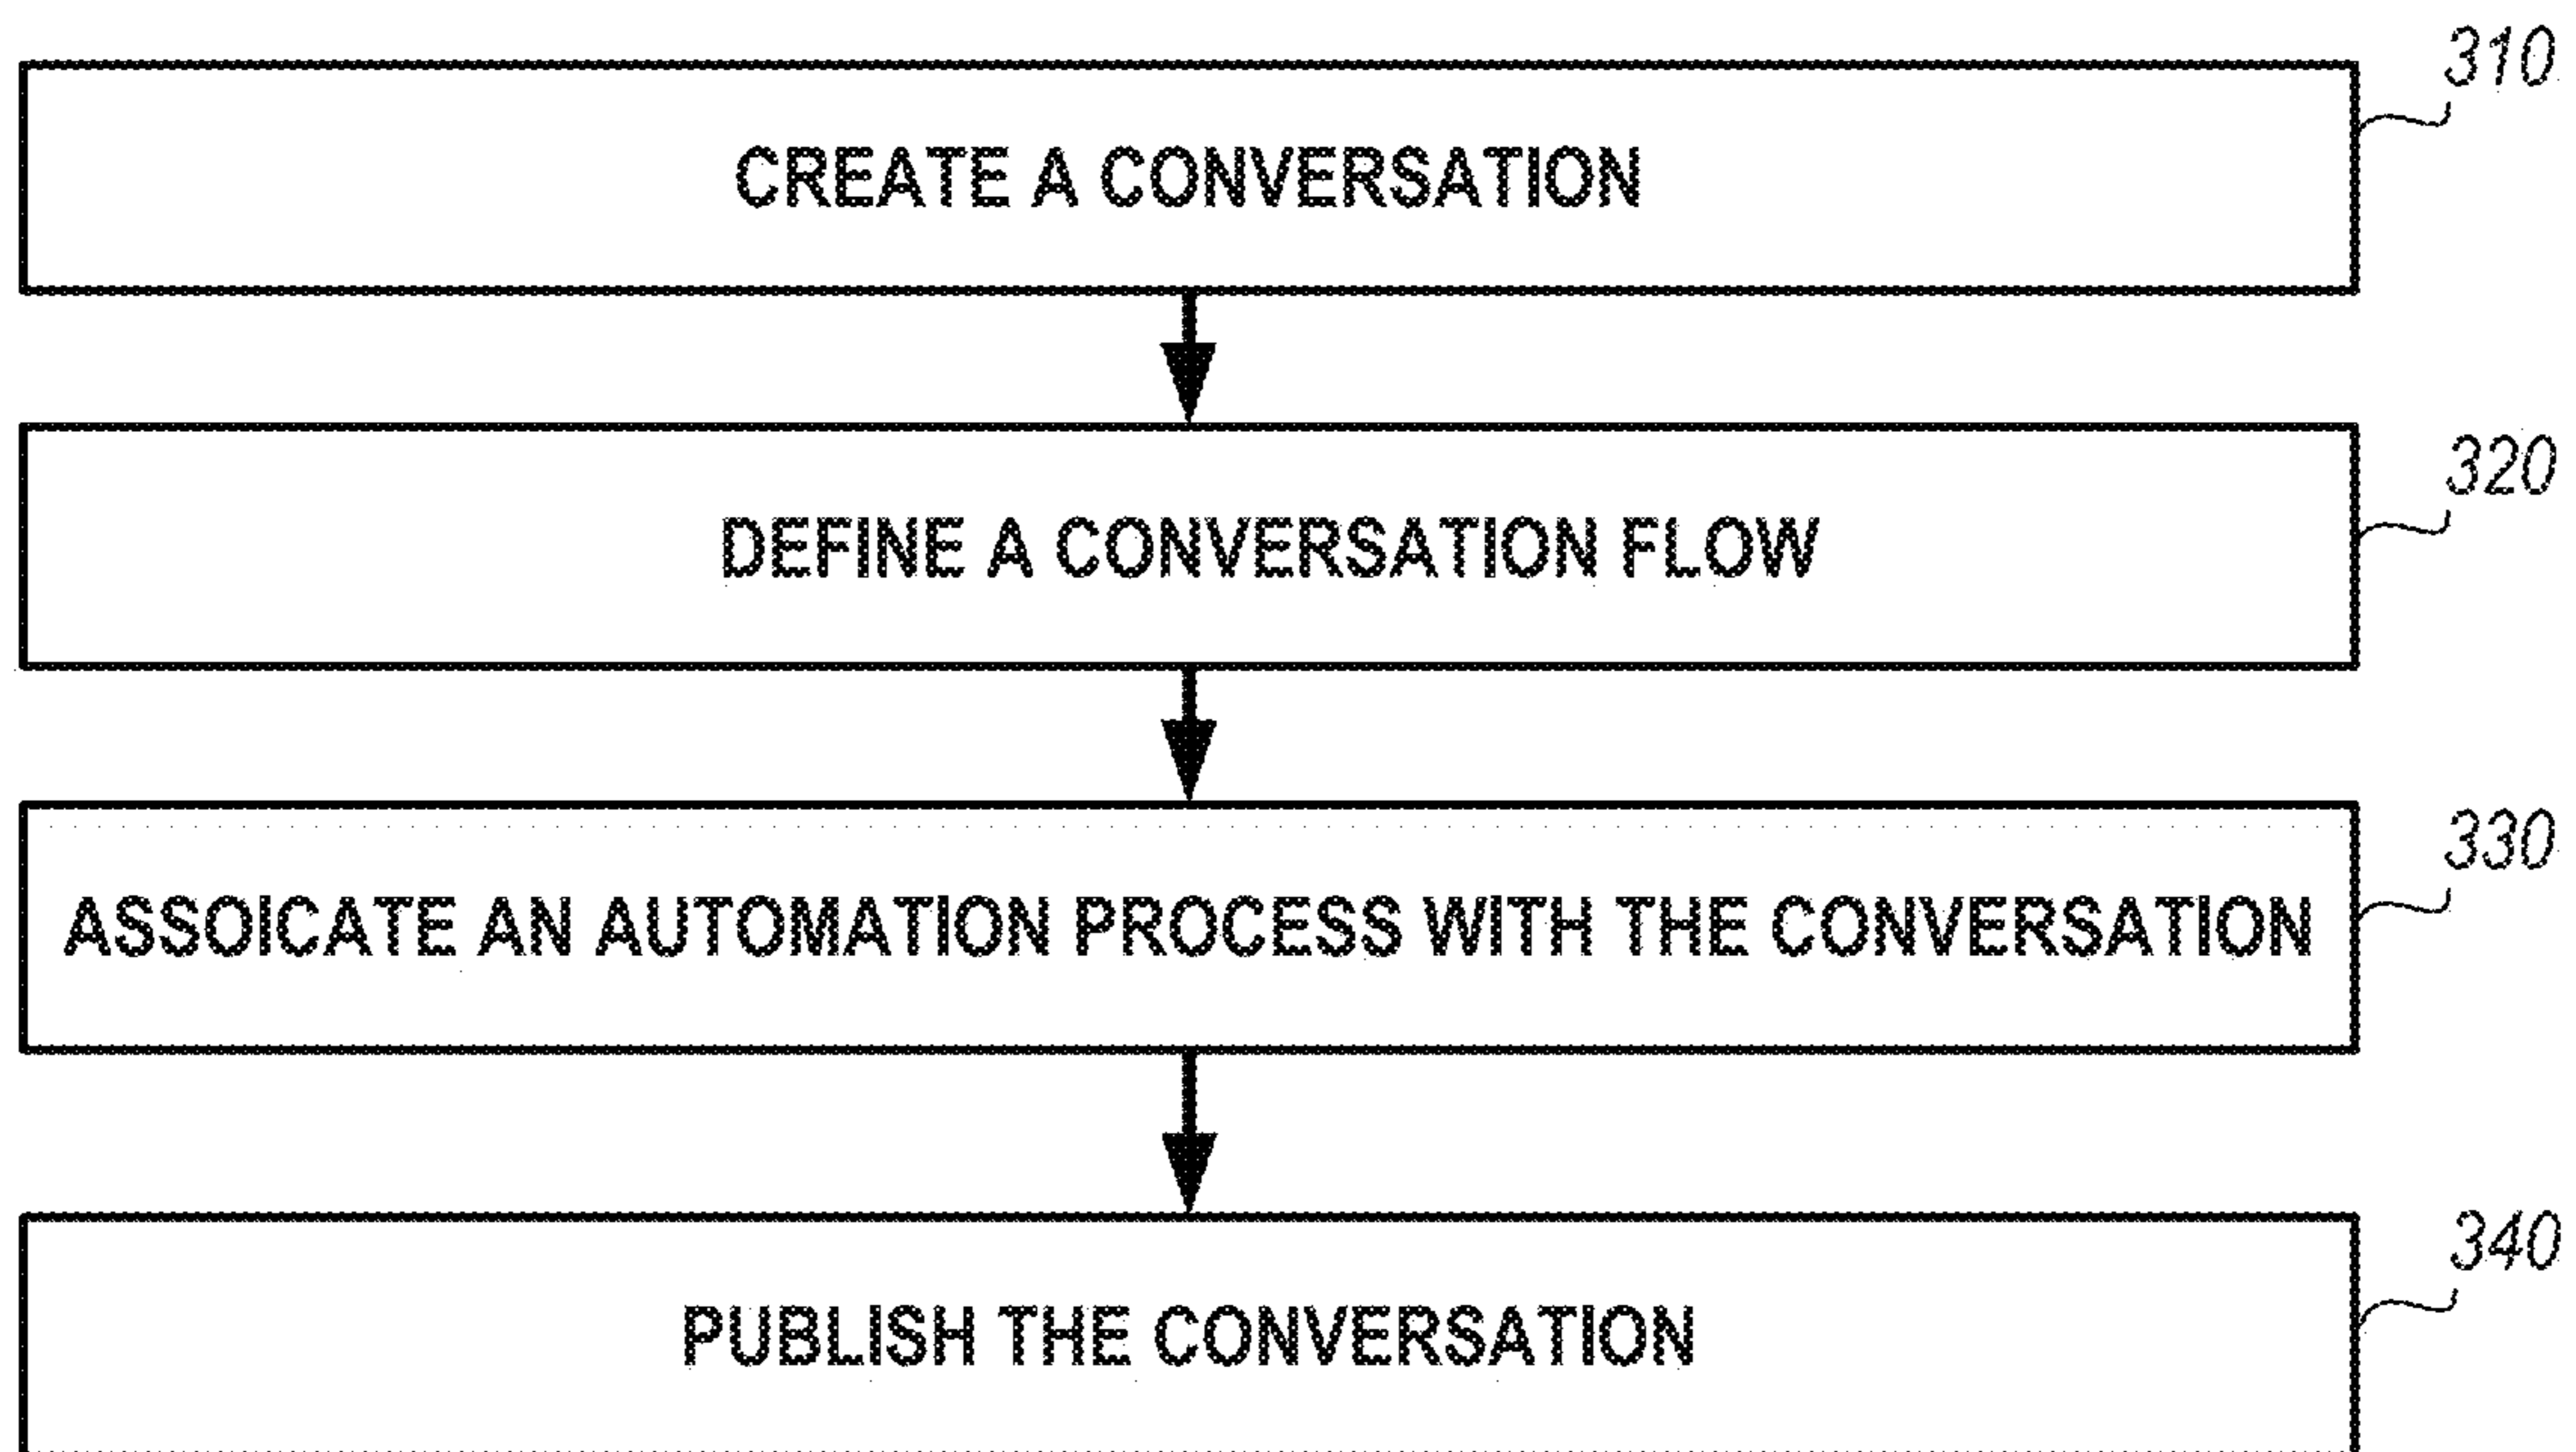 310
CREATE A CONVERSATION
320
DEFINE A CONVERSATION FLOW
330
ASSOICATE AN AUTOMATION PROCESS WITH THE CONVERSATION
340
PUBLISH THE CONVERSATION